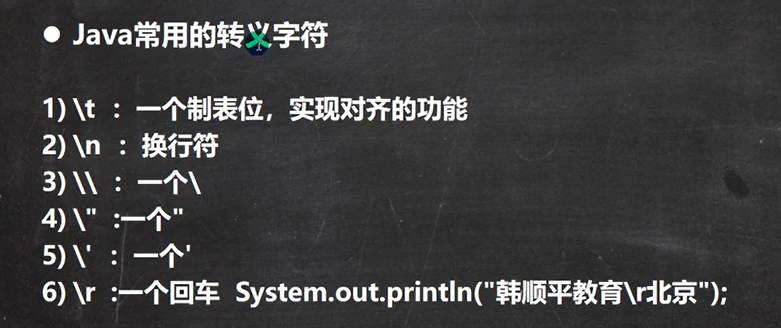 ● Java常用的转义字符
1) \t : 一个制表位，实现对齐的功能
2) \n : 换行符
3) \\ : 一个\
4) \" :一个"
5) \' : 一个'
6) \r :一个回车 System.out.println("韩顺平教育\r北京");